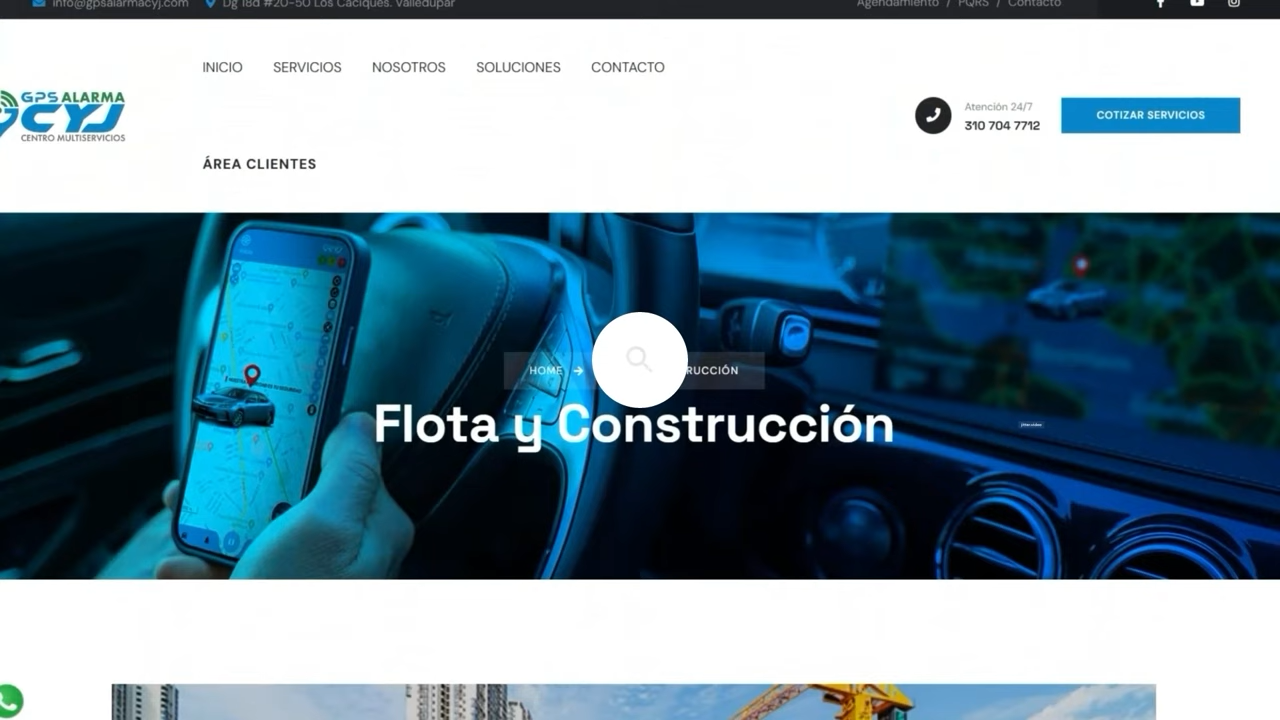 info@gpsalarmacyj.com
Dg 18d #20-50 Los Caciques. Valledupar
Agendamiento / PQRS / Contacto
INICIO SERVICIOS NOSOTROS SOLUCIONES CONTACTO
GPS ALARMA
CYJ
CENTRO MULTISERVICIOS
Atención 24/7
310 704 7712
COTIZAR SERVICIOS
ÁREA CLIENTES
HOME → RUCCIÓN
Flota y Construcción